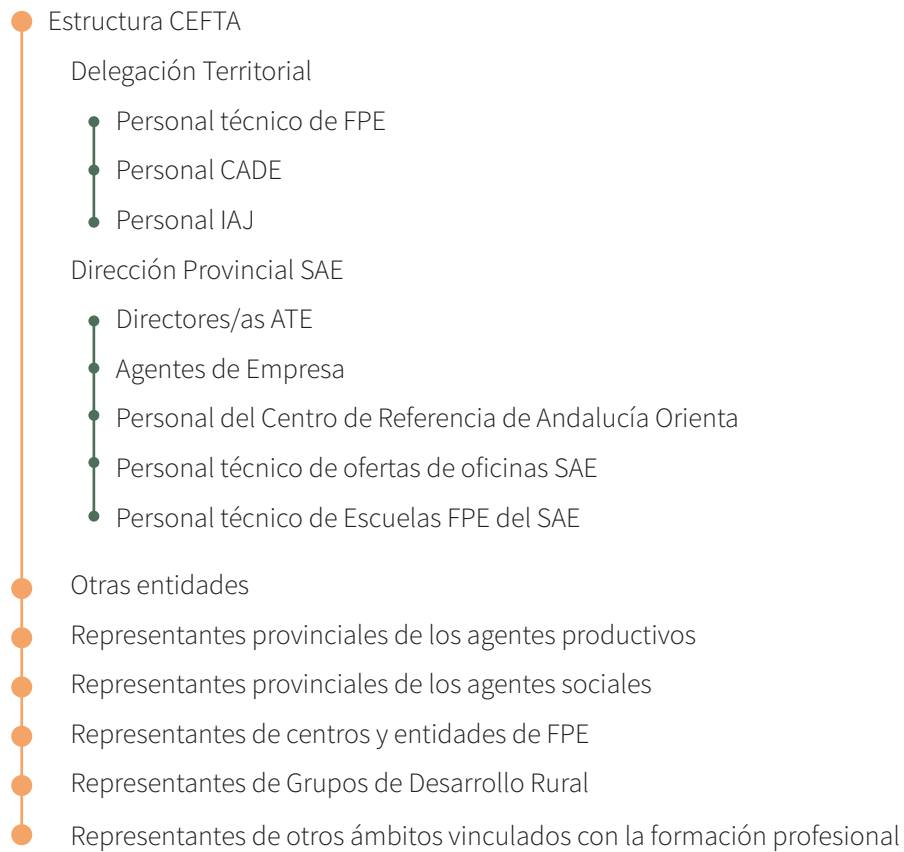 Estructura CEFTA
Delegación Territorial
Personal técnico de FPE
Personal CADE
Personal IAJ
Dirección Provincial SAE
Directores/as ATE
Agentes de Empresa
Personal del Centro de Referencia de Andalucía Orienta
Personal técnico de ofertas de oficinas SAE
Personal técnico de Escuelas FPE del SAE
Otras entidades
Representantes provinciales de los agentes productivos
Representantes provinciales de los agentes sociales
Representantes de centros y entidades de FPE
Representantes de Grupos de Desarrollo Rural
Representantes de otros ámbitos vinculados con la formación profesional